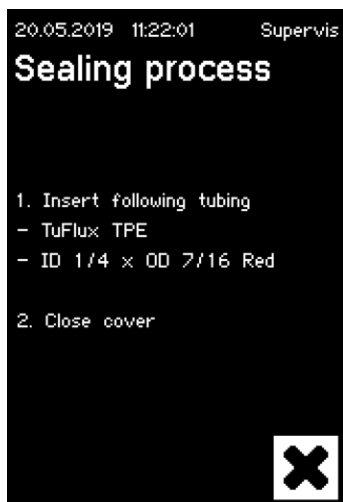 20.05.2019 11:22:01 Supervis
Sealing process
1. Insert following tubing
- TuFlux TPE
- ID 1/4 x OD 7/16 Red
2. Close cover